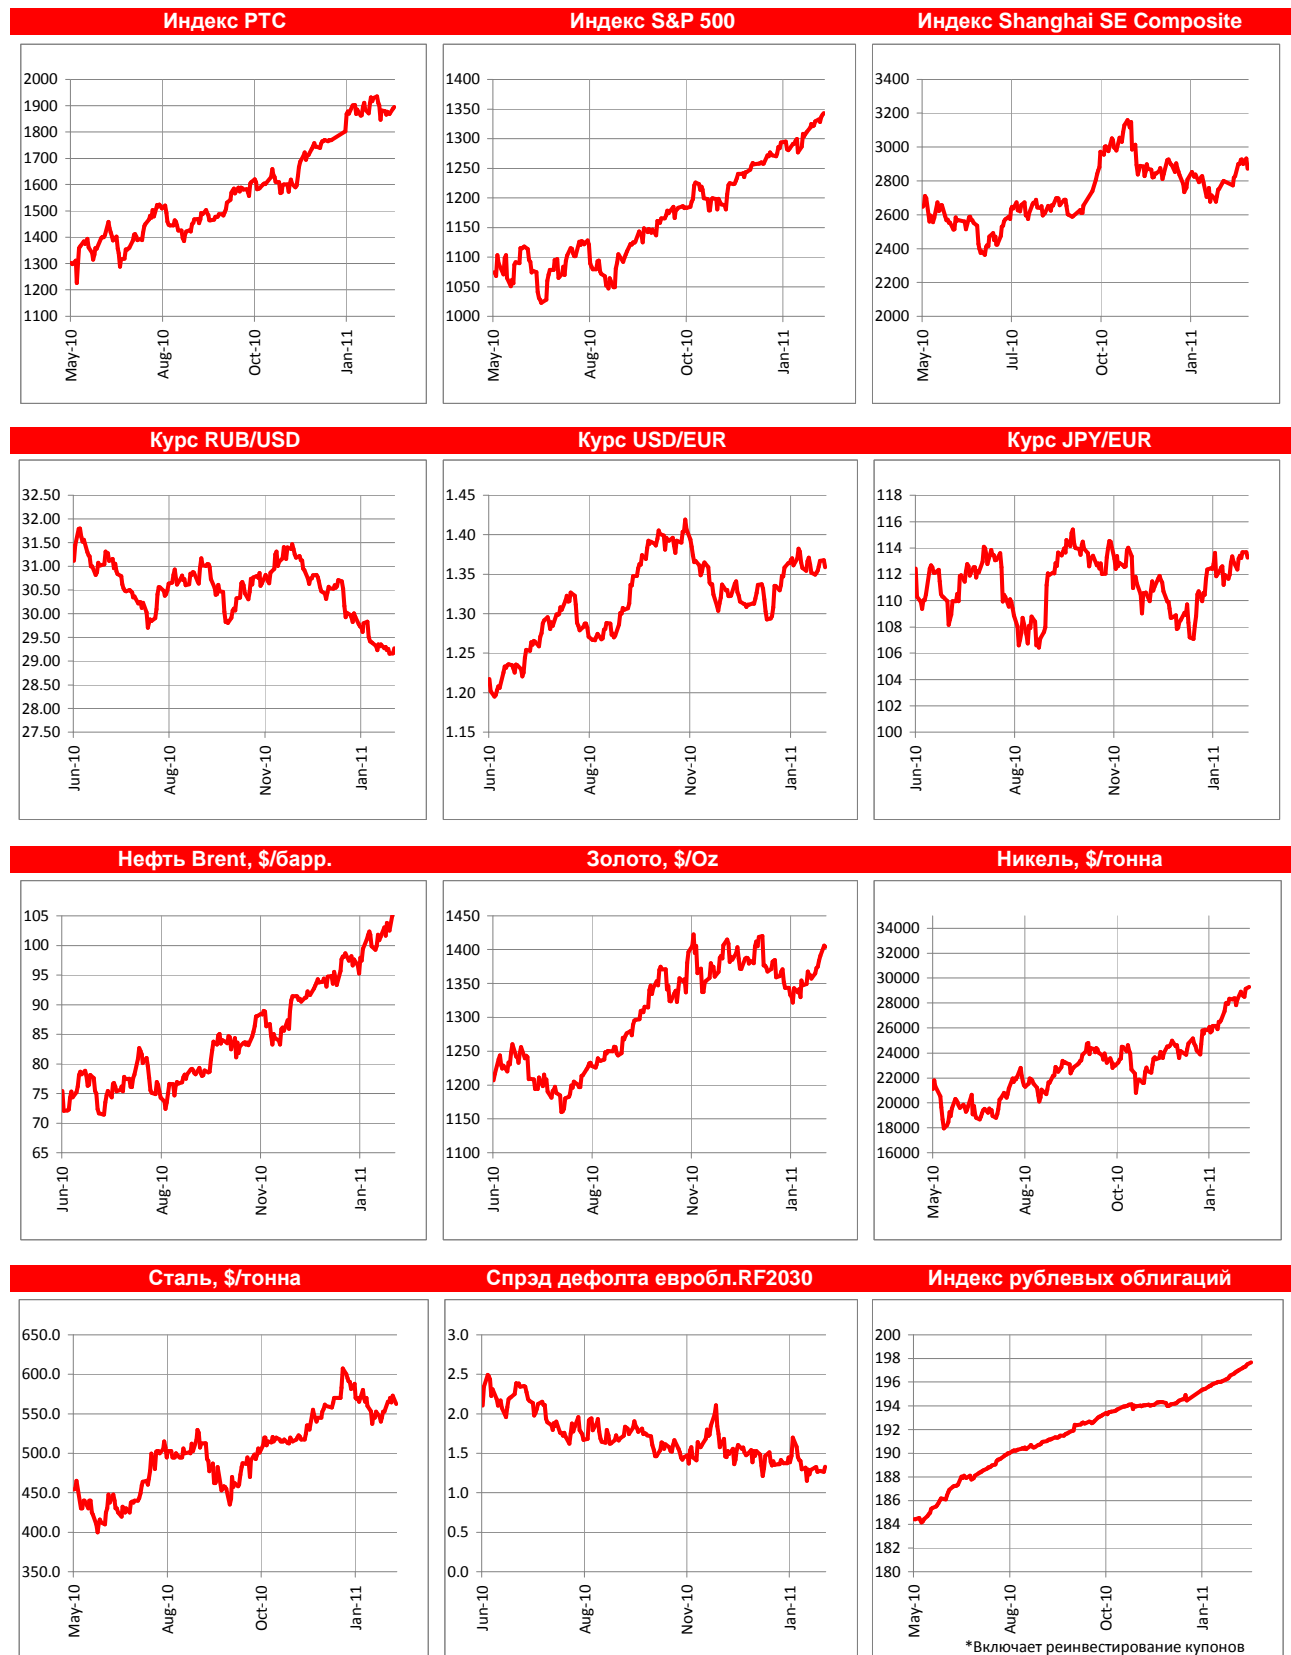 Индекс РТС
Индекс S&P 500
Индекс Shanghai SE Composite
2000
1900
1800
1700
1600
1500
1400
1300
1200
1100
May-10
Aug-10
Oct-10
Jan-11
1400
1350
1300
1250
1200
1150
1100
1050
1000
May-10
Aug-10
Oct-10
Jan-11
3400
3200
3000
2800
2600
2400
2200
2000
May-10
Jul-10
Oct-10
Jan-11
Курс RUB/USD
Курс USD/EUR
Курс JPY/EUR
32.50
32.00
31.50
31.00
30.50
30.00
29.50
29.00
28.50
28.00
27.50
Jun-10
Aug-10
Nov-10
Jan-11
1.45
1.40
1.35
1.30
1.25
1.20
1.15
Jun-10
Aug-10
Nov-10
Jan-11
118
116
114
112
110
108
106
104
102
100
Jun-10
Aug-10
Nov-10
Jan-11
Нефть Brent, $/барр.
Золото, $/Oz
Никель, $/тонна
105
100
95
90
85
80
75
70
65
Jun-10
Aug-10
Nov-10
Jan-11
1450
1400
1350
1300
1250
1200
1150
1100
Jun-10
Aug-10
Nov-10
Jan-11
34000
32000
30000
28000
26000
24000
22000
20000
18000
16000
May-10
Aug-10
Oct-10
Jan-11
Сталь, $/тонна
Спрэд дефолта евробл.RF2030
Индекс рублевых облигаций
650.0
600.0
550.0
500.0
450.0
400.0
350.0
May-10
Aug-10
Oct-10
Jan-11
3.0
2.5
2.0
1.5
1.0
0.5
0.0
Jun-10
Aug-10
Nov-10
Jan-11
200
198
196
194
192
190
188
186
184
182
180
May-10
Aug-10
Oct-10
Jan-11
*Включает реинвестирование купонов